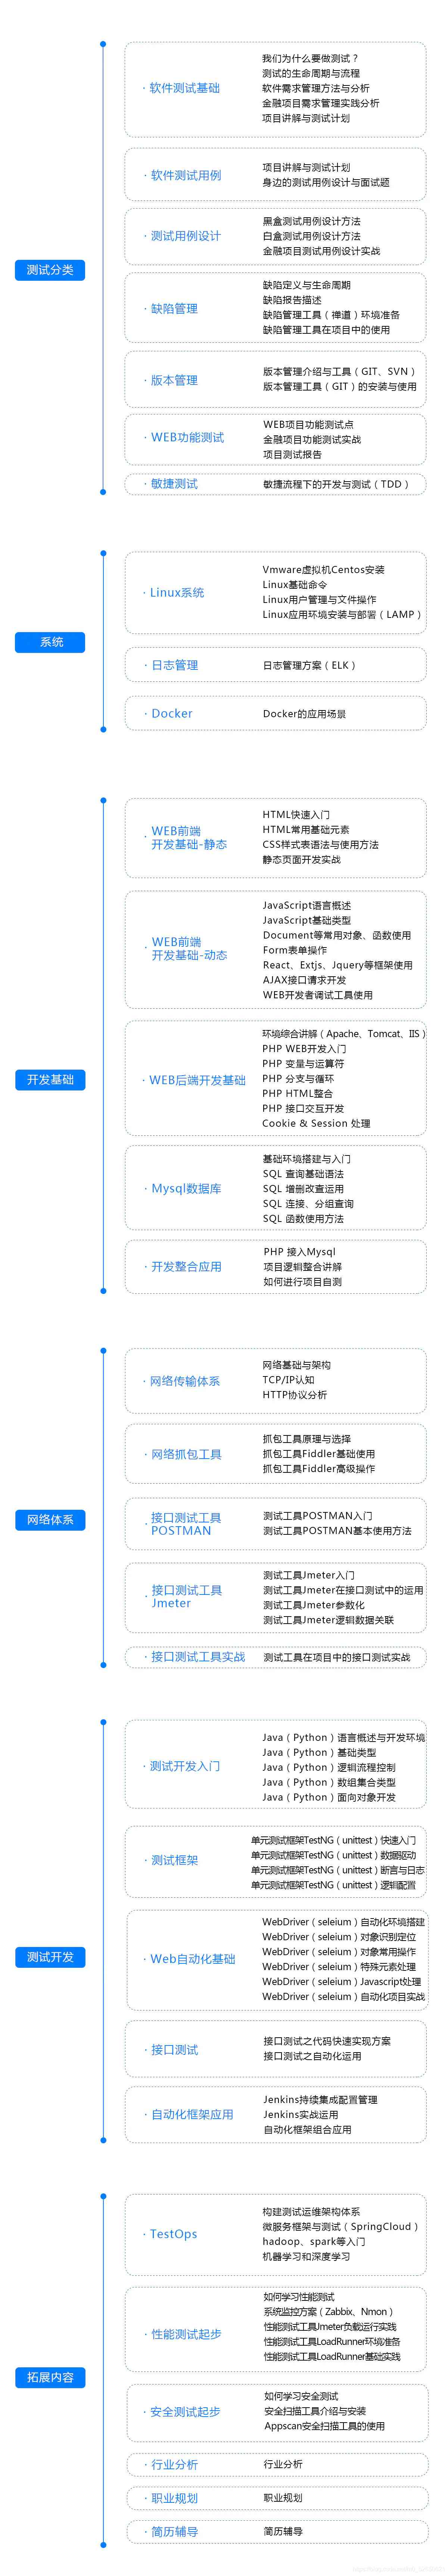 测试分类
· 软件测试基础
我们为什么要做测试？
测试的生命周期与流程
软件需求管理方法与分析
金融项目需求管理实践分析
项目讲解与测试计划
· 软件测试用例
项目讲解与测试计划
身边的测试用例设计与面试题
· 测试用例设计
黑盒测试用例设计方法
白盒测试用例设计方法
金融项目测试用例设计实战
· 缺陷管理
缺陷定义与生命周期
缺陷报告描述
缺陷管理工具（禅道）环境准备
缺陷管理工具在项目中的使用
· 版本管理
版本管理介绍与工具（GIT、SVN）
版本管理工具（GIT）的安装与使用
· WEB功能测试
WEB项目功能测试点
金融项目功能测试实战
项目测试报告
· 敏捷测试
敏捷流程下的开发与测试（TDD）
系统
· Linux系统
Vmware虚拟机Centos安装
Linux基础命令
Linux用户管理与文件操作
Linux应用环境安装与部署（LAMP）
· 日志管理
日志管理方案（ELK）
· Docker
Docker的应用场景
开发基础
· WEB前端
开发基础-静态
HTML快速入门
HTML常用基础元素
CSS样式表语法与使用方法
静态页面开发实战
· WEB前端
开发基础-动态
JavaScript语言概述
JavaScript基础类型
Document等常用对象、函数使用
Form表单操作
React、Extjs、Jquery等框架使用
AJAX接口请求开发
WEB开发者调试工具使用
· WEB后端开发基础
环境综合讲解（Apache、Tomcat、IIS）
PHP WEB开发入门
PHP 变量与运算符
PHP 分支与循环
PHP HTML整合
PHP 接口交互开发
Cookie & Session 处理
· Mysql数据库
基础环境搭建与入门
SQL 查询基础语法
SQL 增删改查运用
SQL 连接、分组查询
SQL 函数使用方法
· 开发整合应用
PHP 接入Mysql
项目逻辑整合讲解
如何进行项目自测
网络体系
· 网络传输体系
网络基础与架构
TCP/IP认知
HTTP协议分析
· 网络抓包工具
抓包工具原理与选择
抓包工具Fiddler基础使用
抓包工具Fiddler高级操作
· 接口测试工具
POSTMAN
测试工具POSTMAN入门
测试工具POSTMAN基本使用方法
· 接口测试工具
Jmeter
测试工具Jmeter入门
测试工具Jmeter在接口测试中的运用
测试工具Jmeter参数化
测试工具Jmeter逻辑数据关联
· 接口测试工具实战
测试工具在项目中的接口测试实战
测试开发
· 测试开发入门
Java（Python）语言概述与开发环境
Java（Python）基础类型
Java（Python）逻辑流程控制
Java（Python）数组集合类型
Java（Python）面向对象开发
· 测试框架
单元测试框架TestNG（unittest）快速入门
单元测试框架TestNG（unittest）数据驱动
单元测试框架TestNG（unittest）断言与日志
单元测试框架TestNG（unittest）逻辑配置
· Web自动化基础
WebDriver（seleium）自动化环境搭建
WebDriver（seleium）对象识别定位
WebDriver（seleium）对象常用操作
WebDriver（seleium）特殊元素处理
WebDriver（seleium）Javascript处理
WebDriver（seleium）自动化项目实战
· 接口测试
接口测试之代码快速实现方案
接口测试之自动化运用
· 自动化框架应用
Jenkins持续集成配置管理
Jenkins实战运用
自动化框架组合应用
拓展内容
· TestOps
构建测试运维架构体系
微服务框架与测试（SpringCloud）
hadoop、spark等入门
机器学习和深度学习
· 性能测试起步
如何学习性能测试
系统监控方案（Zabbix、Nmon）
性能测试工具Jmeter负载运行实践
性能测试工具LoadRunner环境准备
性能测试工具LoadRunner基础实践
· 安全测试起步
如何学习安全测试
安全扫描工具介绍与安装
Appscan安全扫描工具的使用
· 行业分析
行业分析
· 职业规划
职业规划
· 简历辅导
简历辅导